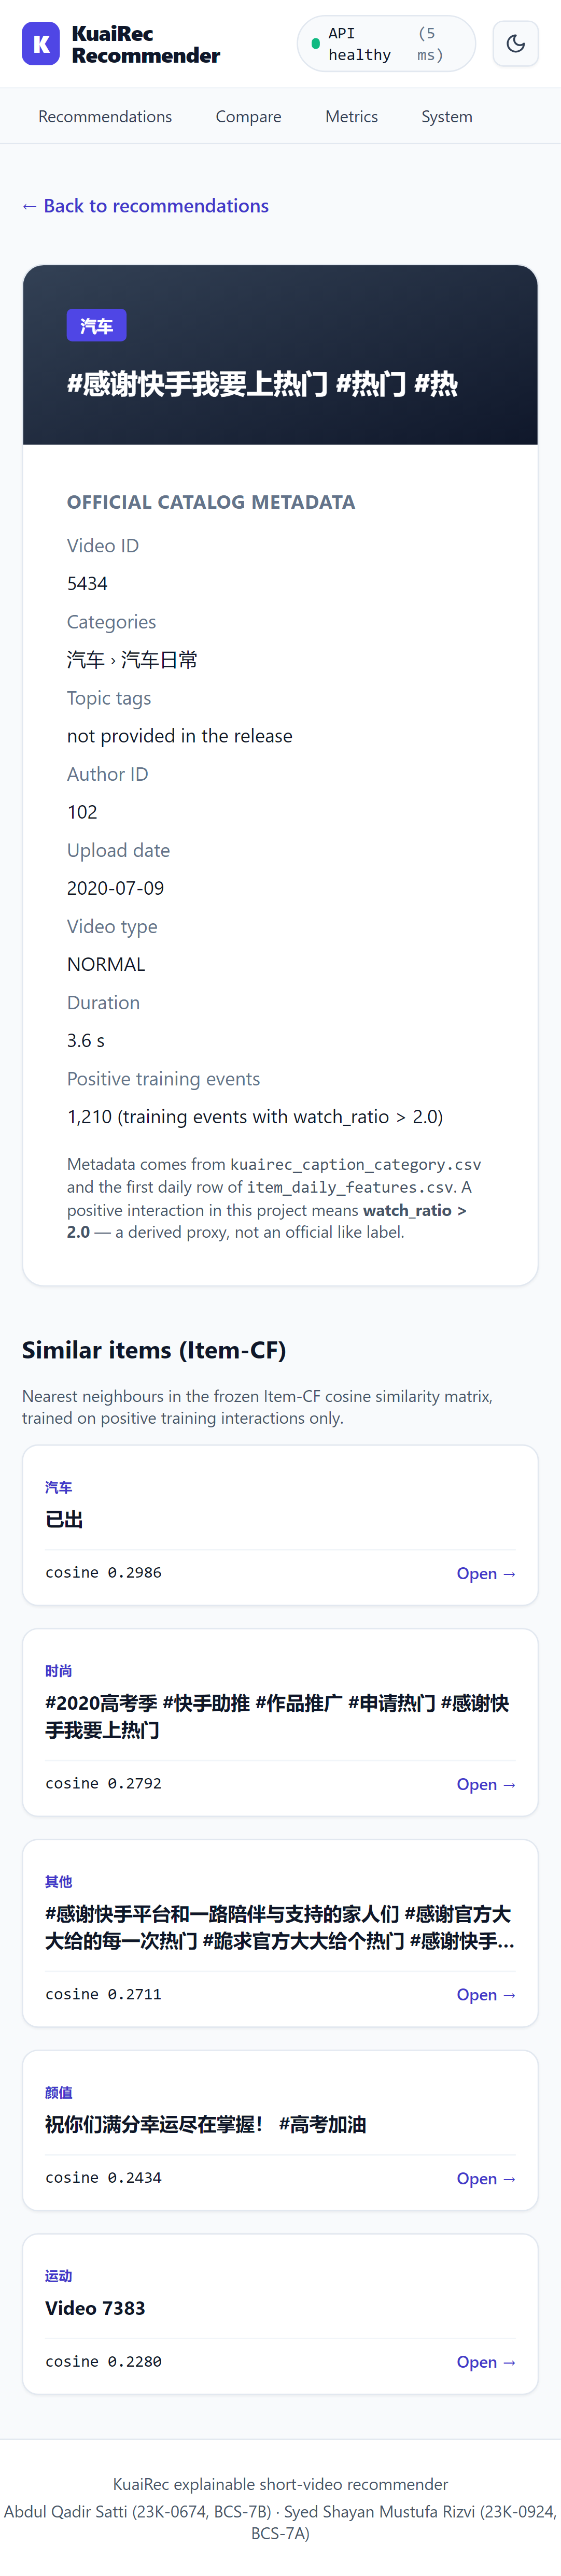 K
KuaiRec
Recommender
API
healthy
(5
ms)
Recommendations
Compare
Metrics
System
← Back to recommendations
汽车
#感谢快手我要上热门 #热门 #热
OFFICIAL CATALOG METADATA
Video ID
5434
Categories
汽车 › 汽车日常
Topic tags
not provided in the release
Author ID
102
Upload date
2020-07-09
Video type
NORMAL
Duration
3.6 s
Positive training events
1,210 (training events with watch_ratio > 2.0)
Metadata comes from kuairec_caption_category.csv
and the first daily row of item_daily_features.csv. A
positive interaction in this project means watch_ratio >
2.0 — a derived proxy, not an official like label.
Similar items (Item-CF)
Nearest neighbours in the frozen Item-CF cosine similarity matrix,
trained on positive training interactions only.
汽车
已出
cosine 0.2986 Open →
时尚
#2020高考季 #快手助推 #作品推广 #申请热门 #感谢快
手我要上热门
cosine 0.2792 Open →
其他
#感谢快手平台和一路陪伴与支持的家人们 #感谢官方大
大给的每一次热门 #跪求官方大大给个热门 #感谢快手…
cosine 0.2711 Open →
颜值
祝你们满分幸运尽在掌握！ #高考加油
cosine 0.2434 Open →
运动
Video 7383
cosine 0.2280 Open →
KuaiRec explainable short-video recommender
Abdul Qadir Satti (23K-0674, BCS-7B) · Syed Shayan Mustufa Rizvi (23K-0924,
BCS-7A)